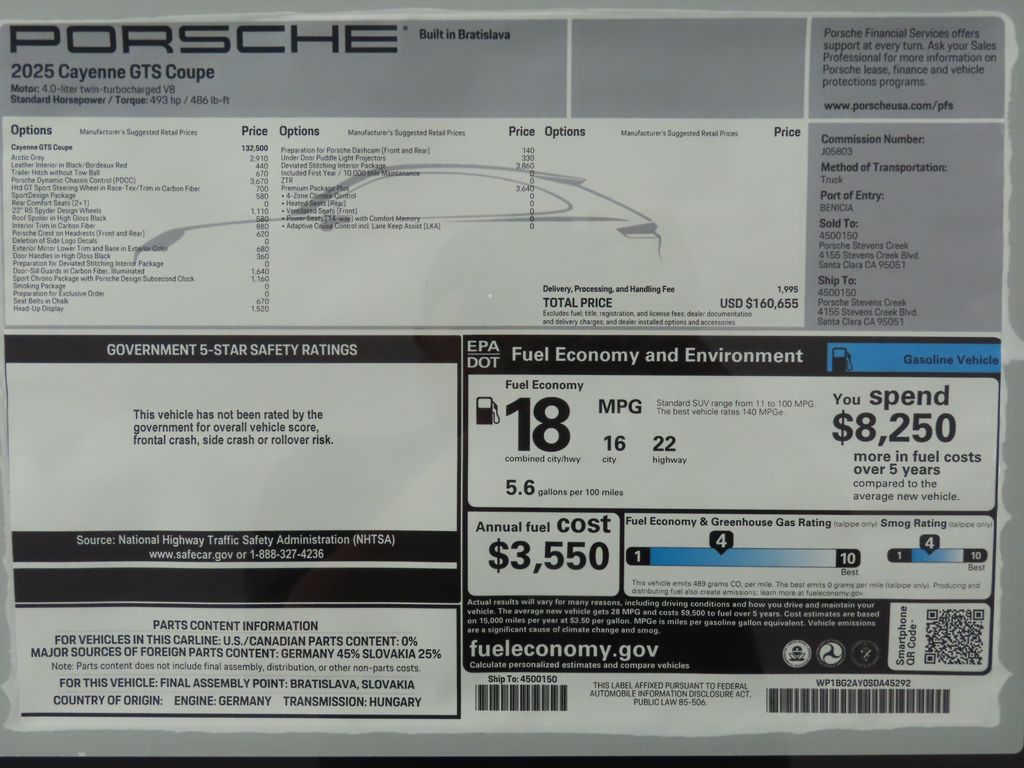 PORSCHE
Built in Bratislava
2025 Cayenne GTS Coupe
Motor: 4.0-liter twin-turbocharged V8
Standard Horsepower / Torque: 493 hp / 486 lb-ft
Porsche Financial Services offers
support at every turn. Ask your Sales
Professional for more information on
Porsche lease, finance and vehicle
protections programs.
www.porscheusa.com/pfs
Options Manufacturer's Suggested Retail Prices Price
Cayenne GTS Coupe 132,500
Arctic Grey 2,910
Leather Interior in Black/Bordeaux Red 440
Trailer Hitch without Tow Ball 670
Porsche Dynamic Chassis Control (PDCC) 3,670
Htd GT Sport Steering Wheel in Race-Tex/Trim in Carbon Fiber 700
SportDesign Package 580
Rear Comfort Seats [2+1] 0
22" RS Spyder Design Wheels 1,110
Roof Spoiler in High Gloss Black 580
Interior Trim in Carbon Fiber 880
Porsche Crest on Headrests (Front and Rear) 620
Deletion of Side Logo Decals 0
Exterior Mirror Lower Trim and Base in Exterior Color 680
Door Handles in High Gloss Black 360
Preparation for Deviated Stitching Interior Package 0
Door-Sill Guards in Carbon Fiber, Illuminated 1,640
Sport Chrono Package with Porsche Design Subsecond Clock 1,160
Smoking Package 0
Preparation for Exclusive Order 0
Seat Belts in Chalk 670
Head-Up Display 1,520
Options Manufacturer's Suggested Retail Prices Price
Preparation for Porsche Dashcam (Front and Rear) 140
Under Door Puddle Light Projectors 330
Deviated Stitching Interior Package 3,860
Included First Year / 10,000 Mile Maintenance 0
ZTR 0
Premium Package Plus 3,640
• 4-Zone Climate Control 0
• Heated Seats (Rear) 0
• Ventilated Seats (Front) 0
• Power Seats (14-way) with Comfort Memory 0
• Adaptive Cruise Control incl. Lane Keep Assist (LKA) 0
Options Manufacturer's Suggested Retail Prices Price
Delivery, Processing, and Handling Fee 1,995
TOTAL PRICE USD $160,655
Excludes fuel; title, registration, and license fees; dealer documentation
and delivery charges; and dealer installed options and accessories.
Commission Number:
J05803
Method of Transportation:
Truck
Port of Entry:
BENICIA
Sold To:
4500150
Porsche Stevens Creek
4155 Stevens Creek Blvd.
Santa Clara CA 95051
Ship To:
4500150
Porsche Stevens Creek
4155 Stevens Creek Blvd.
Santa Clara CA 95051
GOVERNMENT 5-STAR SAFETY RATINGS
This vehicle has not been rated by the
government for overall vehicle score,
frontal crash, side crash or rollover risk.
Source: National Highway Traffic Safety Administration (NHTSA)
www.safecar.gov or 1-888-327-4236
PARTS CONTENT INFORMATION
FOR VEHICLES IN THIS CARLINE: U.S./CANADIAN PARTS CONTENT: 0%
MAJOR SOURCES OF FOREIGN PARTS CONTENT: GERMANY 45% SLOVAKIA 25%
Note: Parts content does not include final assembly, distribution, or other non-parts costs.
FOR THIS VEHICLE: FINAL ASSEMBLY POINT: BRATISLAVA, SLOVAKIA
COUNTRY OF ORIGIN: ENGINE: GERMANY TRANSMISSION: HUNGARY
EPA
DOT
Fuel Economy and Environment
Gasoline Vehicle
Fuel Economy
18 MPG
combined city/hwy
16
city
22
highway
Standard SUV range from 11 to 100 MPG.
The best vehicle rates 140 MPGe.
5.6 gallons per 100 miles
You spend
$8,250
more in fuel costs
over 5 years
compared to the
average new vehicle.
Annual fuel cost
$3,550
Fuel Economy & Greenhouse Gas Rating (tailpipe only)
1 4 10
Best
Smog Rating (tailpipe only)
1 4 10
Best
This vehicle emits 489 grams CO₂ per mile. The best emits 0 grams per mile (tailpipe only). Producing and
distributing fuel also create emissions; learn more at fueleconomy.gov.
Actual results will vary for many reasons, including driving conditions and how you drive and maintain your
vehicle. The average new vehicle gets 28 MPG and costs $9,500 to fuel over 5 years. Cost estimates are based
on 15,000 miles per year at $3.50 per gallon. MPGe is miles per gasoline gallon equivalent. Vehicle emissions
are a significant cause of climate change and smog.
fueleconomy.gov
Calculate personalized estimates and compare vehicles
Smartphone
QR Code
Ship To: 4500150
THIS LABEL AFFIXED PURSUANT TO FEDERAL
AUTOMOBILE INFORMATION DISCLOSURE ACT,
PUBLIC LAW 85-506.
WP1BG2AY0SDA45292